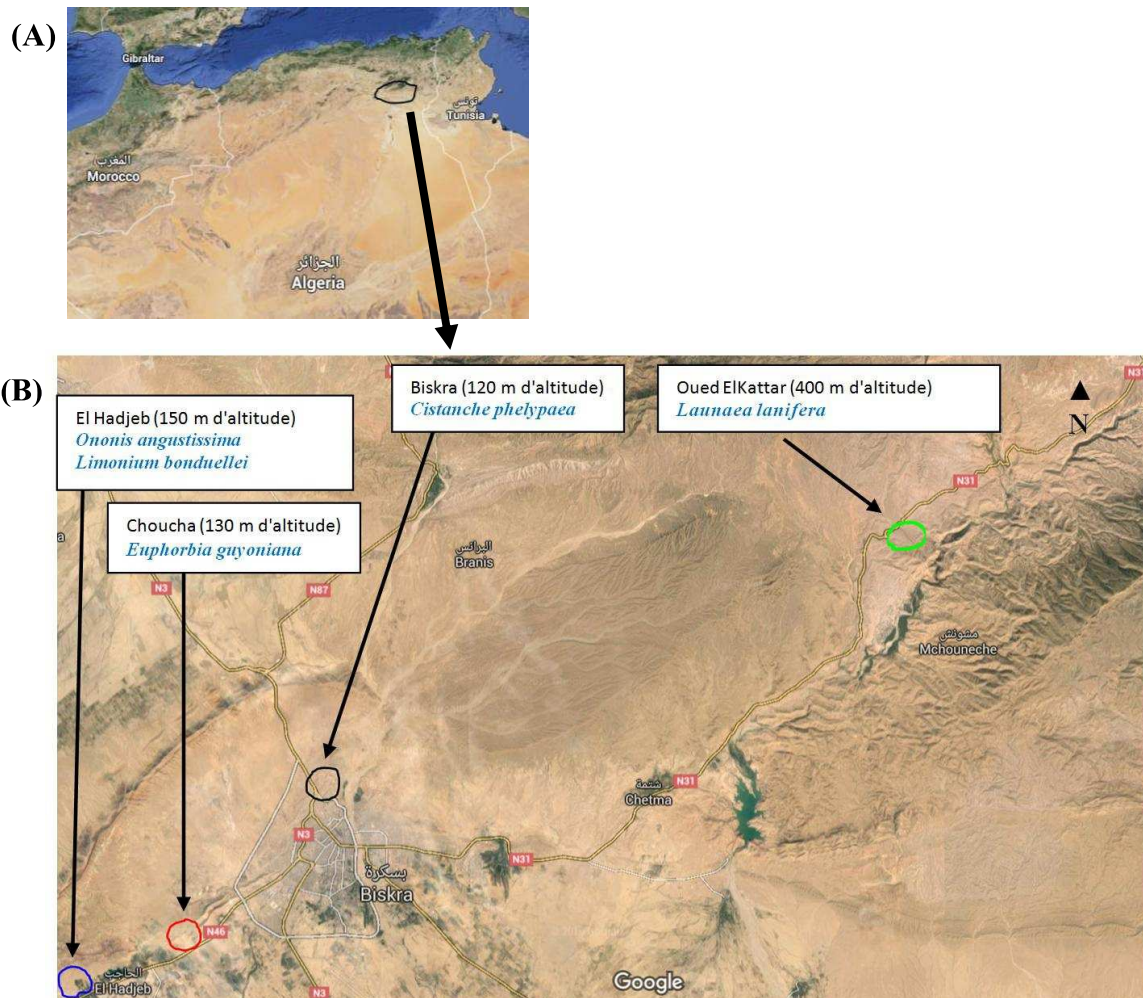 (A)
Gibraltar
تونس
Tunisia
المغرب
Morocco
الجزائر
Algeria
(B)
El Hadjeb (150 m d'altitude)
Ononis angustissima
Limonium bonduellei
Choucha (130 m d'altitude)
Euphorbia guyoniana
Biskra (120 m d'altitude)
Cistanche phelypaea
Oued ElKattar (400 m d'altitude)
Launaea lanifera
N31
N
N31
البرانس
Branis
N3
N87
مشونش
Mchouneche
شتمة
Chetma
N31
N3
N31
بسكرة
Biskra
N46
الحاجب
El Hadjeb
N3
Google